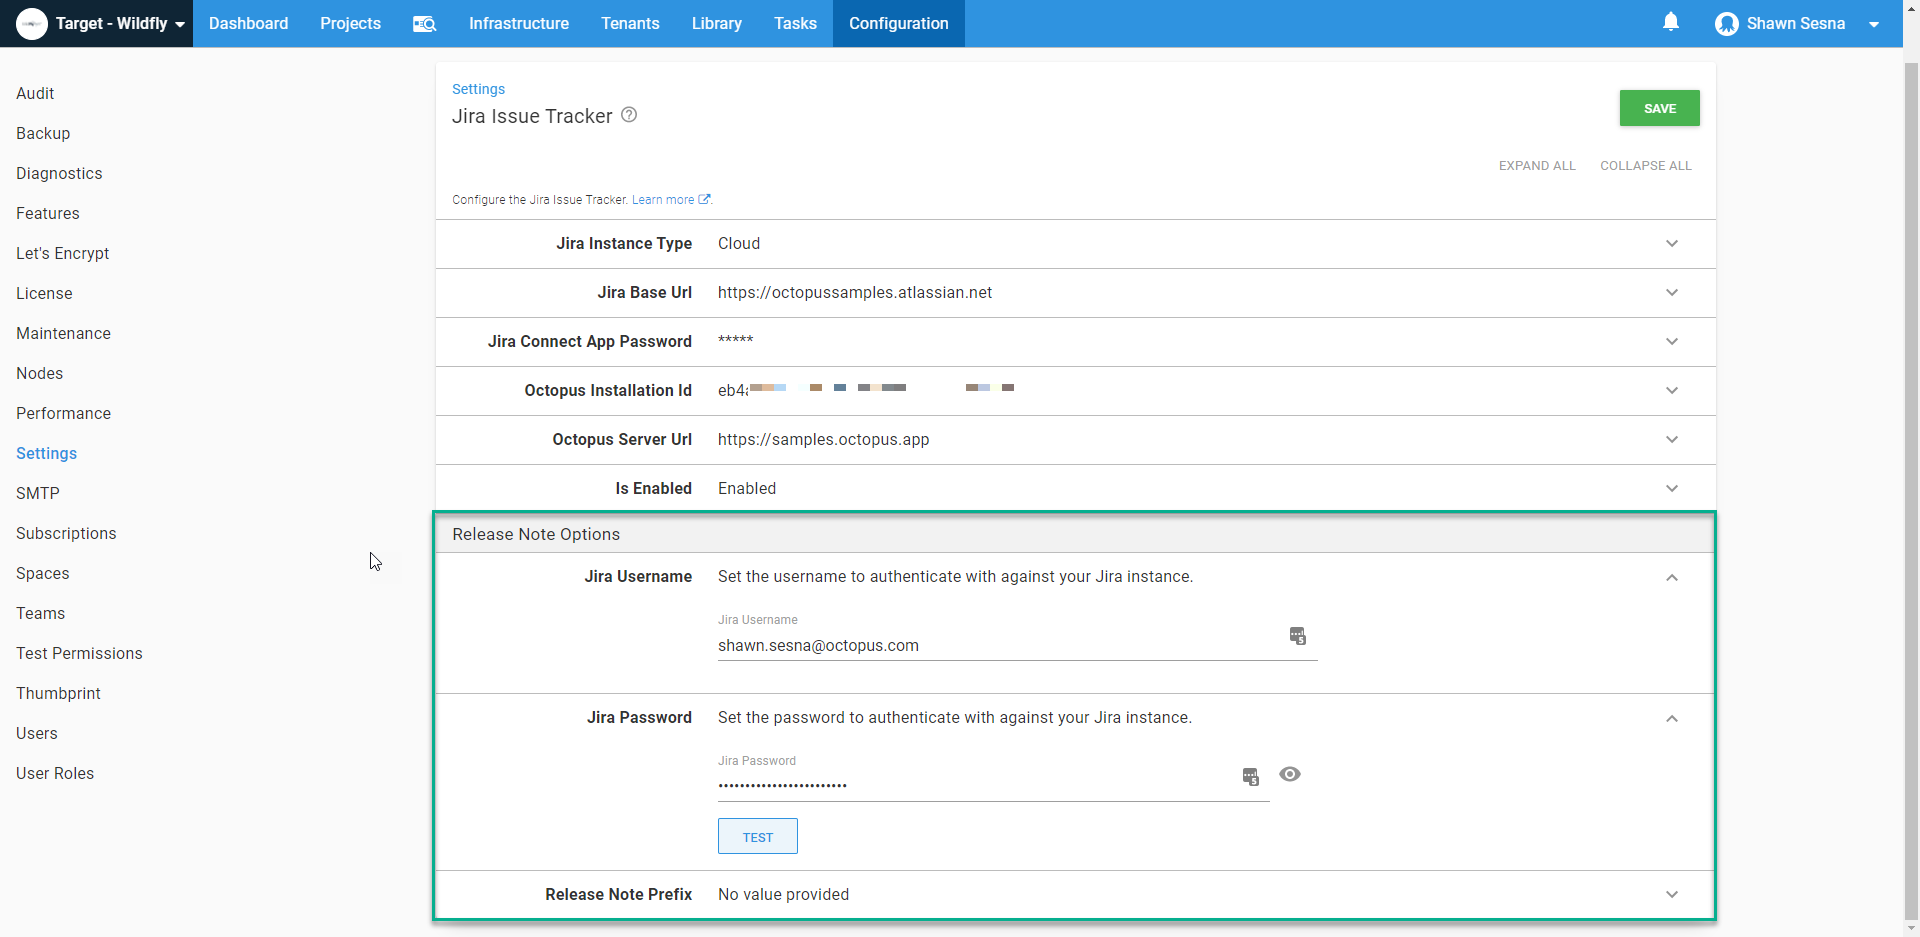 Target - Wildfly
Dashboard
Projects
Infrastructure
Tenants
Library
Tasks
Configuration
Shawn Sesna
Audit
Backup
Diagnostics
Features
Let's Encrypt
License
Maintenance
Nodes
Performance
Settings
SMTP
Subscriptions
Spaces
Teams
Test Permissions
Thumbprint
Users
User Roles
Settings
Jira Issue Tracker
SAVE
EXPAND ALL COLLAPSE ALL
Configure the Jira Issue Tracker. Learn more.
Jira Instance Type Cloud
Jira Base Url https://octopussamples.atlassian.net
Jira Connect App Password *****
Octopus Installation Id
Octopus Server Url https://samples.octopus.app
Is Enabled Enabled
Release Note Options
Jira Username Set the username to authenticate with against your Jira instance.
Jira Username
shawn.sesna@octopus.com
Jira Password Set the password to authenticate with against your Jira instance.
Jira Password
••••••••••••••••••••••••
TEST
Release Note Prefix No value provided